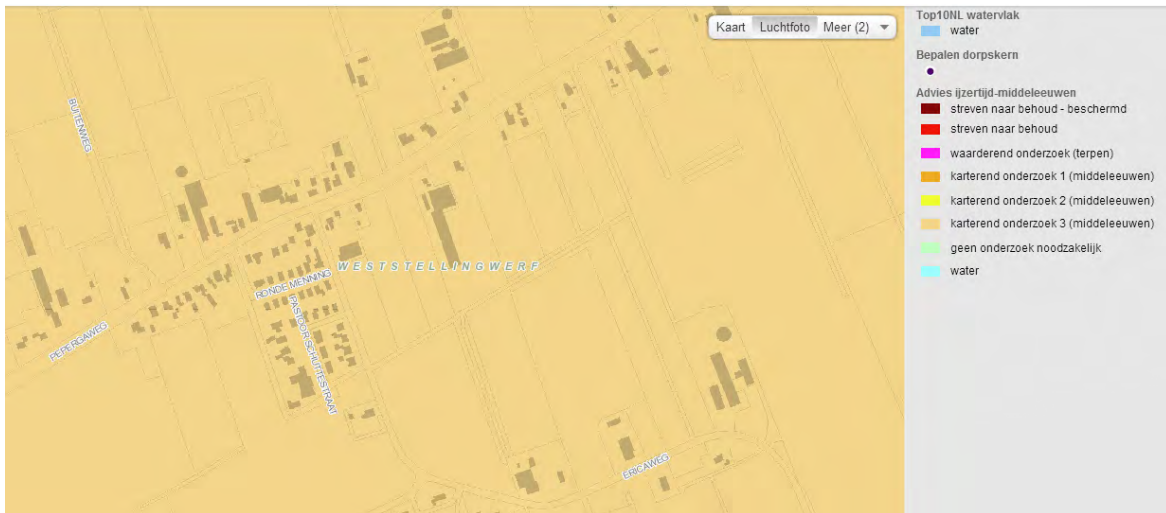 Kaart Luchtfoto Meer (2)
BUITENWEG
WESTSTELLINGWERF
RONDE MENNING
PASTOOR SCHUTTESTRAAT
PEPERGAWEG
ERICAWEG
Top10NL watervlak
water
Bepalen dorpskern
Advies ijzertijd-middeleeuwen
streven naar behoud - beschermd
streven naar behoud
waarderend onderzoek (terpen)
karterend onderzoek 1 (middeleeuwen)
karterend onderzoek 2 (middeleeuwen)
karterend onderzoek 3 (middeleeuwen)
geen onderzoek noodzakelijk
water